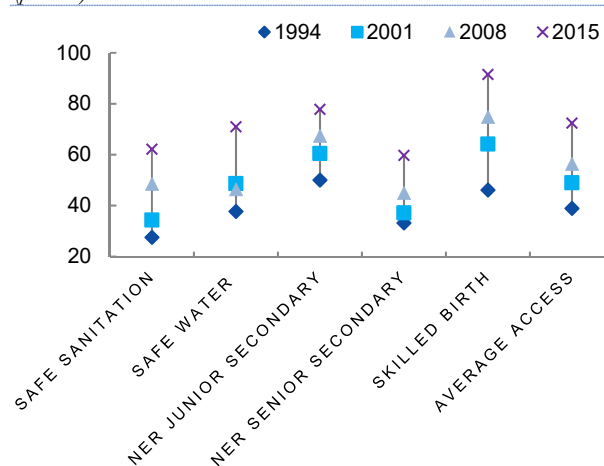 1994 2001 2008 2015
100
80
60
40
20
SAFE SANITATION
SAFE WATER
NER JUNIOR SECONDARY
NER SENIOR SECONDARY
SKILLED BIRTH
AVERAGE ACCESS